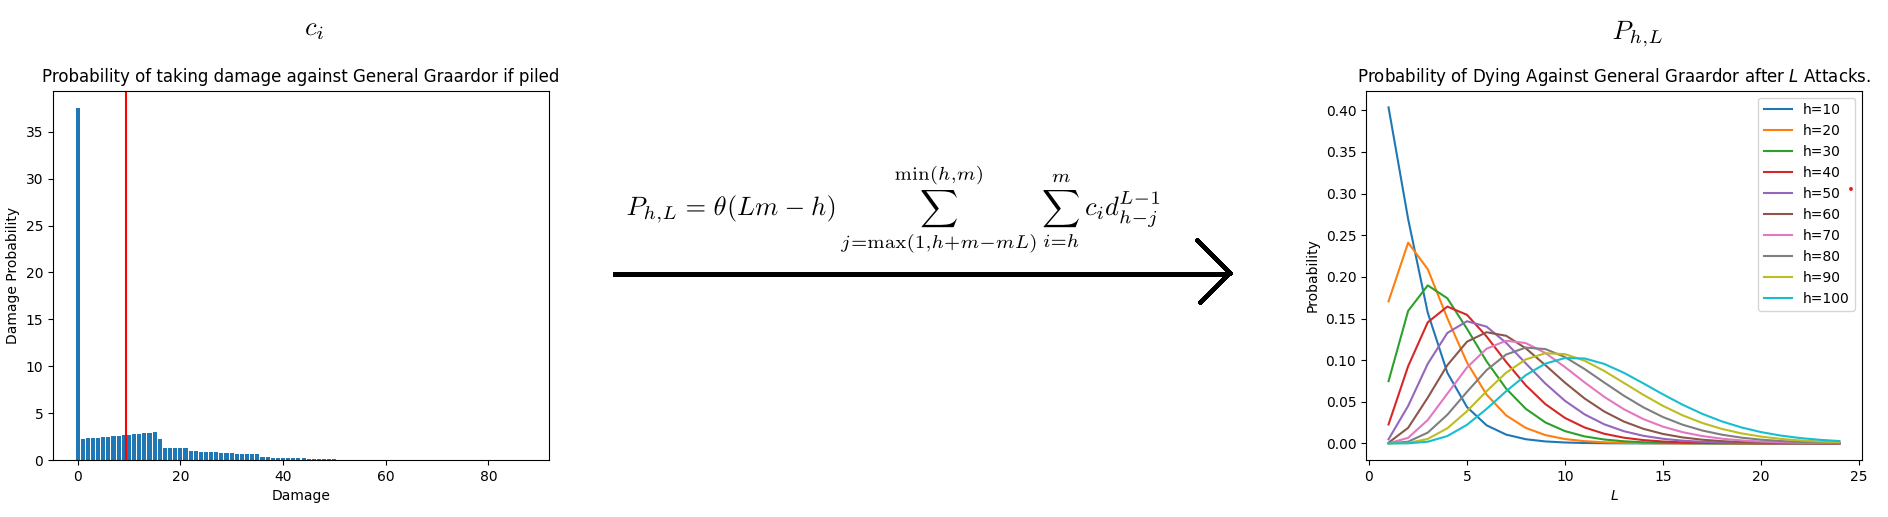 c_i
Probability of taking damage against General Graardor if piled
Damage Probability
35
30
25
20
15
10
5
0
0 20 40 60 80
Damage
P_{h,L} = θ(Lm − h) \sum_{j=max(1,h+m−mL)}^{min(h,m)} \sum_{i=h}^{m} c_i d_{h−j}^{L−1}
P_{h,L}
Probability of Dying Against General Graardor after L Attacks.
Probability
0.40
0.35
0.30
0.25
0.20
0.15
0.10
0.05
0.00
0 5 10 15 20 25
L
h=10
h=20
h=30
h=40
h=50
h=60
h=70
h=80
h=90
h=100